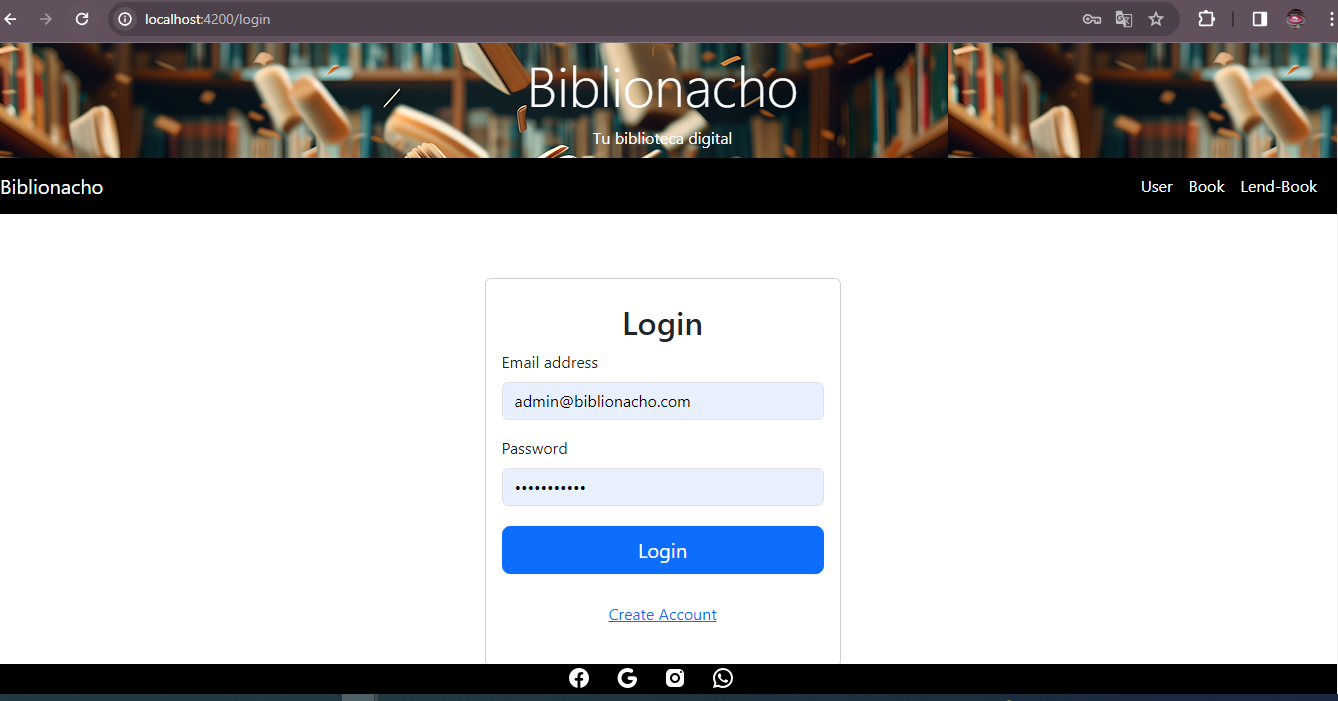 localhost:4200/login
Biblionacho
Tu biblioteca digital
Biblionacho User Book Lend-Book
Login
Email address
admin@biblionacho.com
Password
•••••••••••
Login
Create Account